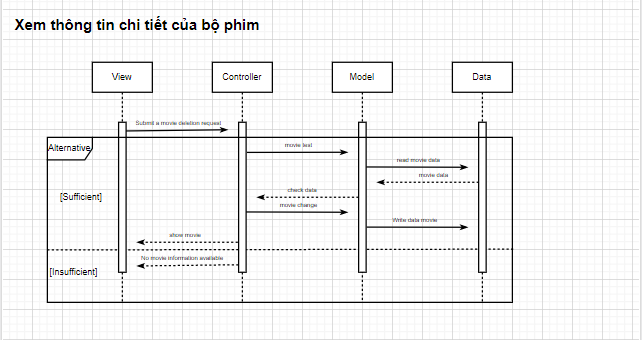 Xem thông tin chi tiết của bộ phim
View
Controller
Model
Data
Submit a movie deletion request
Alternative
movie text
read movie data
movie data
check data
[Sufficient]
movie change
Write data movie
show movie
No movie information available
[Insufficient]